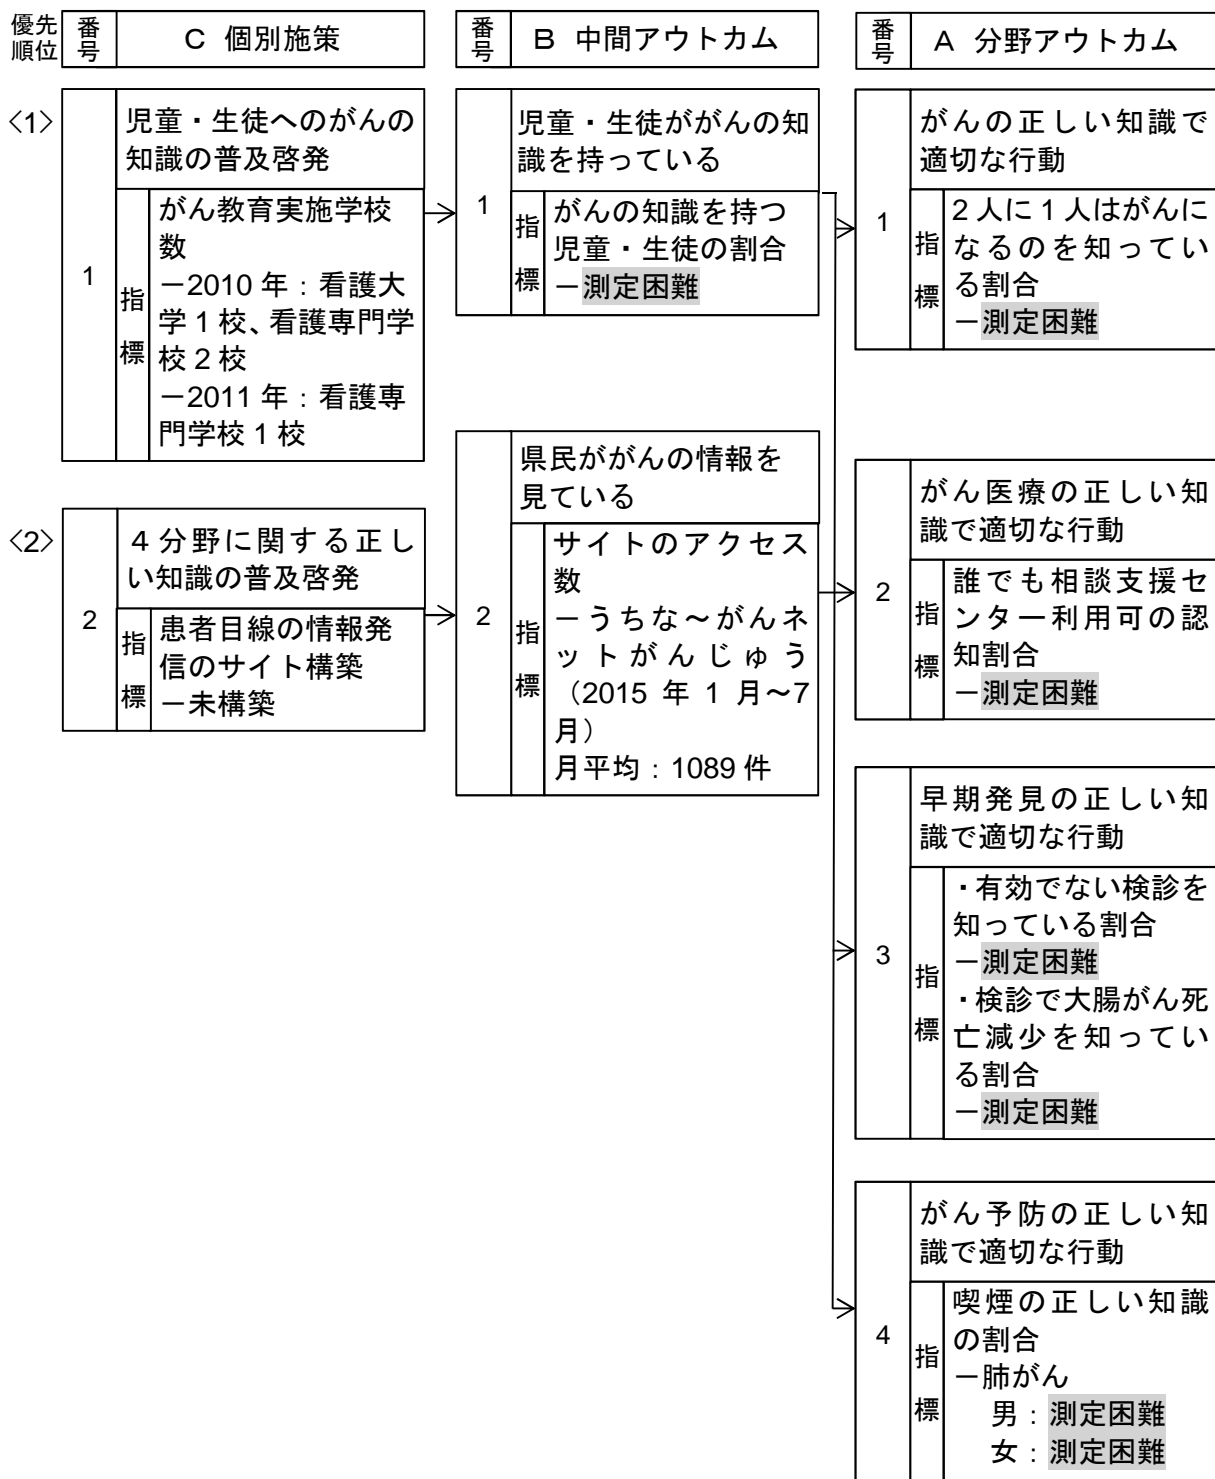 優先
順位
番
号
C 個別施策
番
号
B 中間アウトカム
番
号
A 分野アウトカム
<1>
1
児童・生徒へのがんの
知識の普及啓発
指
標
がん教育実施学校
数
－2010 年：看護大
学 1 校、看護専門学
校 2 校
－2011 年：看護専
門学校 1 校
<2>
2
４分野に関する正し
い知識の普及啓発
指
標
患者目線の情報発
信のサイト構築
－未構築
1
児童・生徒ががんの知
識を持っている
指
標
がんの知識を持つ
児童・生徒の割合
－測定困難
2
県民ががんの情報を
見ている
指
標
サイトのアクセス
数
－うちな～がんネ
ットがんじゅう
（2015 年 1 月～7
月）
月平均：1089 件
1
がんの正しい知識で
適切な行動
指
標
2 人に 1 人はがんに
なるのを知ってい
る割合
－測定困難
2
がん医療の正しい知
識で適切な行動
指
標
誰でも相談支援セ
ンター利用可の認
知割合
－測定困難
3
早期発見の正しい知
識で適切な行動
指
標
・有効でない検診を
知っている割合
－測定困難
・検診で大腸がん死
亡減少を知ってい
る割合
－測定困難
4
がん予防の正しい知
識で適切な行動
指
標
喫煙の正しい知識
の割合
－肺がん
男：測定困難
女：測定困難